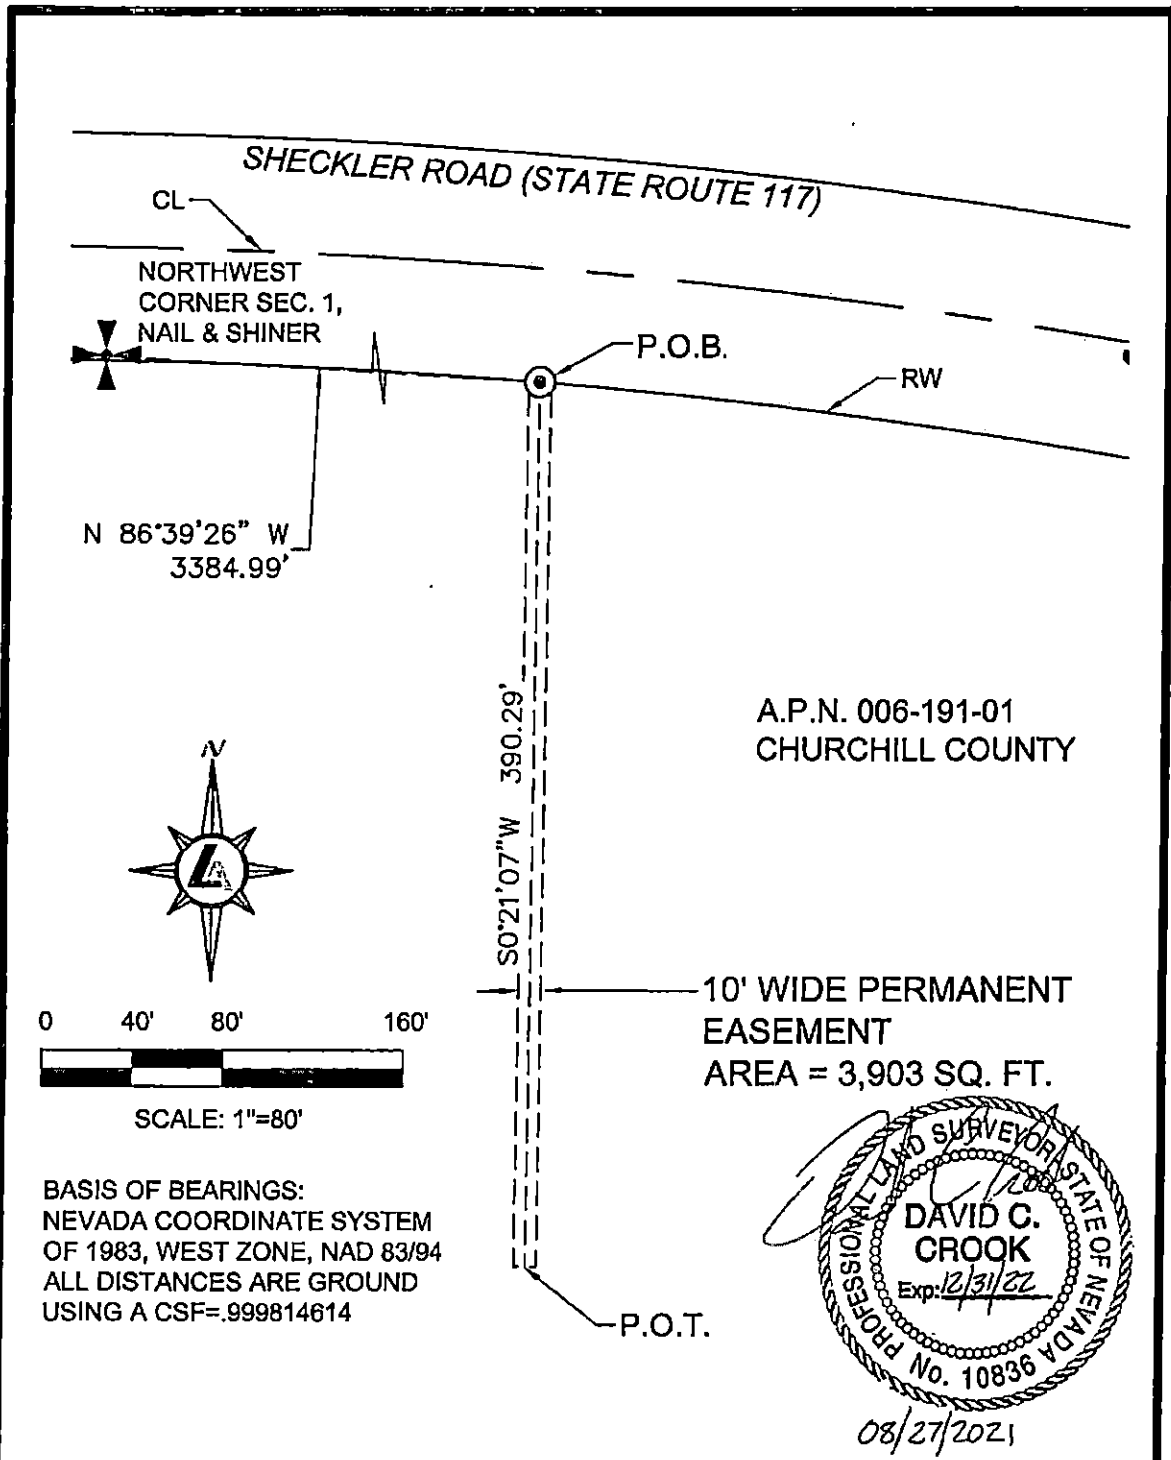 SHECKLER ROAD (STATE ROUTE 117)
CL
NORTHWEST
CORNER SEC. 1,
NAIL & SHINER
P.O.B.
RW
N 86°39'26" W
3384.99'
S0°21'07"W 390.29'
A.P.N. 006-191-01
CHURCHILL COUNTY
N
LA
0 40' 80' 160'
SCALE: 1"=80'
10' WIDE PERMANENT
EASEMENT
AREA = 3,903 SQ. FT.
BASIS OF BEARINGS:
NEVADA COORDINATE SYSTEM
OF 1983, WEST ZONE, NAD 83/94
ALL DISTANCES ARE GROUND
USING A CSF=.999814614
P.O.T.
PROFESSIONAL LAND SURVEYOR STATE OF NEVADA
DAVID C.
CROOK
Exp: 12/31/22
No. 10836
08/27/2021